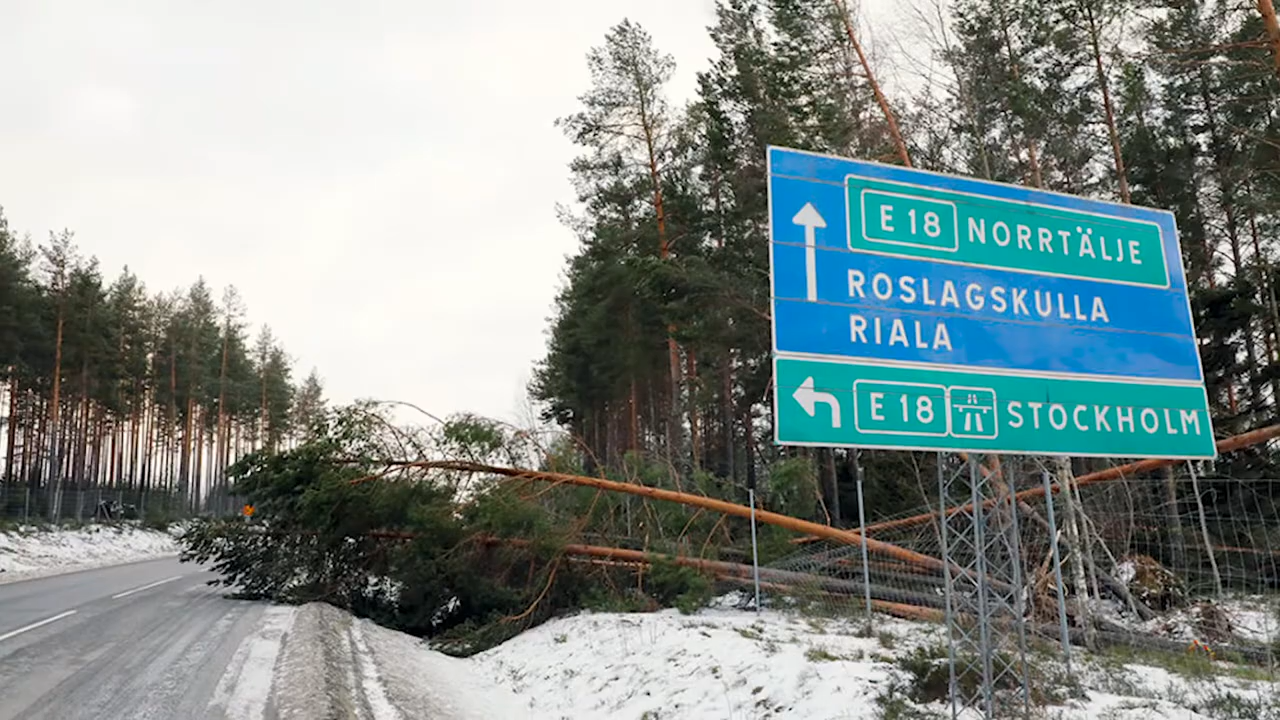 E 18 NORRTÄLJE
ROSLAGSKULLA
RIALA
E 18 STOCKHOLM